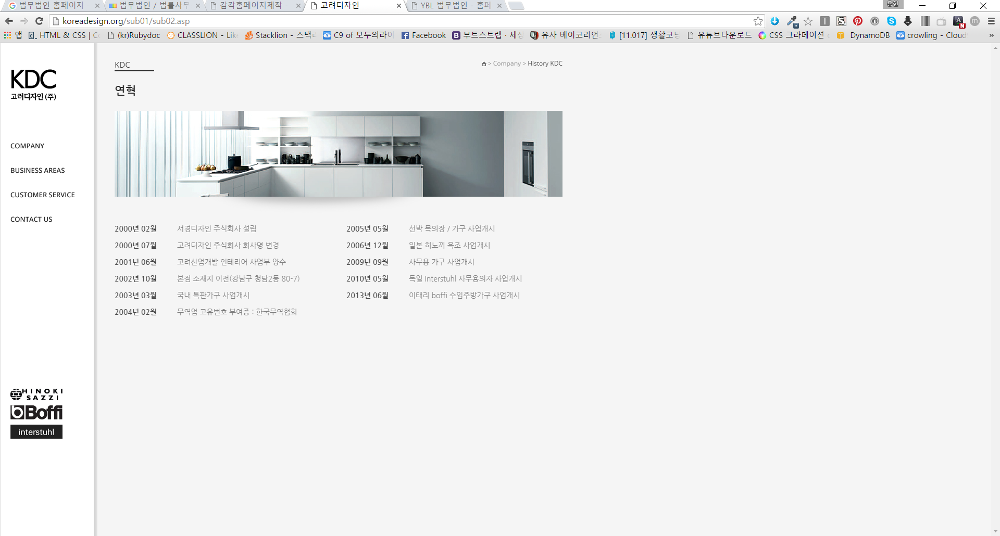 법무법인 홈페이지 -
법무법인 / 법률사무
감각홈페이지제작 -
고려디자인
YBL 법무법인 - 홈페
용현
koreadesign.org/sub01/sub02.asp
앱
HTML & CSS | Co
(kr)Rubydoc
CLASSLION - Like
Stacklion - 스택
C9 of 모두의라이
Facebook
부트스트랩 · 세상
유사 베이코리언
[11.017] 생활코딩
유튜브다운로드
CSS 그라데이션
DynamoDB
crowling - Cloud
»
KDC
고려디자인 (주)
COMPANY
BUSINESS AREAS
CUSTOMER SERVICE
CONTACT US
HINOKI
SAZZI
Boffi
interstuhl
KDC
> Company > History KDC
연혁
2000년 02월 서경디자인 주식회사 설립
2000년 07월 고려디자인 주식회사 회사명 변경
2001년 06월 고려산업개발 인테리어 사업부 양수
2002년 10월 본점 소재지 이전(강남구 청담2동 80-7)
2003년 03월 국내 특판가구 사업개시
2004년 02월 무역업 고유번호 부여증 : 한국무역협회
2005년 05월 선박 목의장 / 가구 사업개시
2006년 12월 일본 히노끼 욕조 사업개시
2009년 09월 사무용 가구 사업개시
2010년 05월 독일 Interstuhl 사무용의자 사업개시
2013년 06월 이태리 boffi 수입주방가구 사업개시